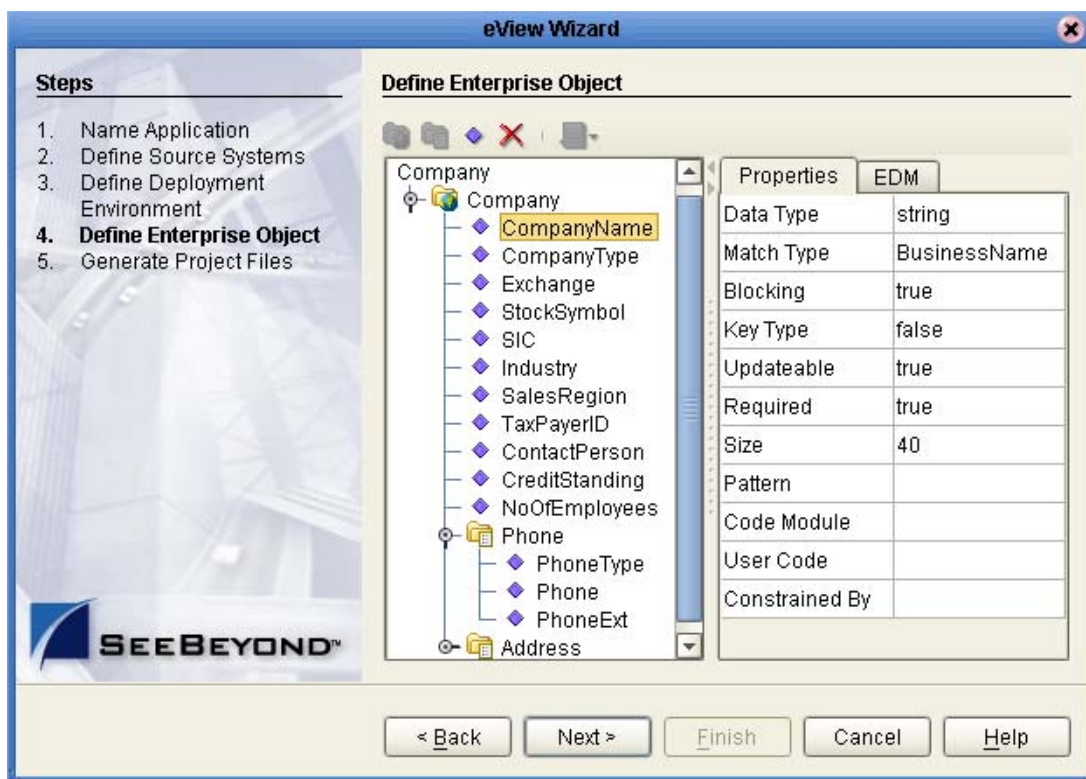 eView Wizard
Steps
1. Name Application
2. Define Source Systems
3. Define Deployment
Environment
4. Define Enterprise Object
5. Generate Project Files
SEEBEYOND™
Define Enterprise Object
Company
Company
CompanyName
CompanyType
Exchange
StockSymbol
SIC
Industry
SalesRegion
TaxPayerID
ContactPerson
CreditStanding
NoOfEmployees
Phone
PhoneType
Phone
PhoneExt
Address
Properties EDM
Data Type string
Match Type BusinessName
Blocking true
Key Type false
Updateable true
Required true
Size 40
Pattern
Code Module
User Code
Constrained By
< Back Next > Finish Cancel Help